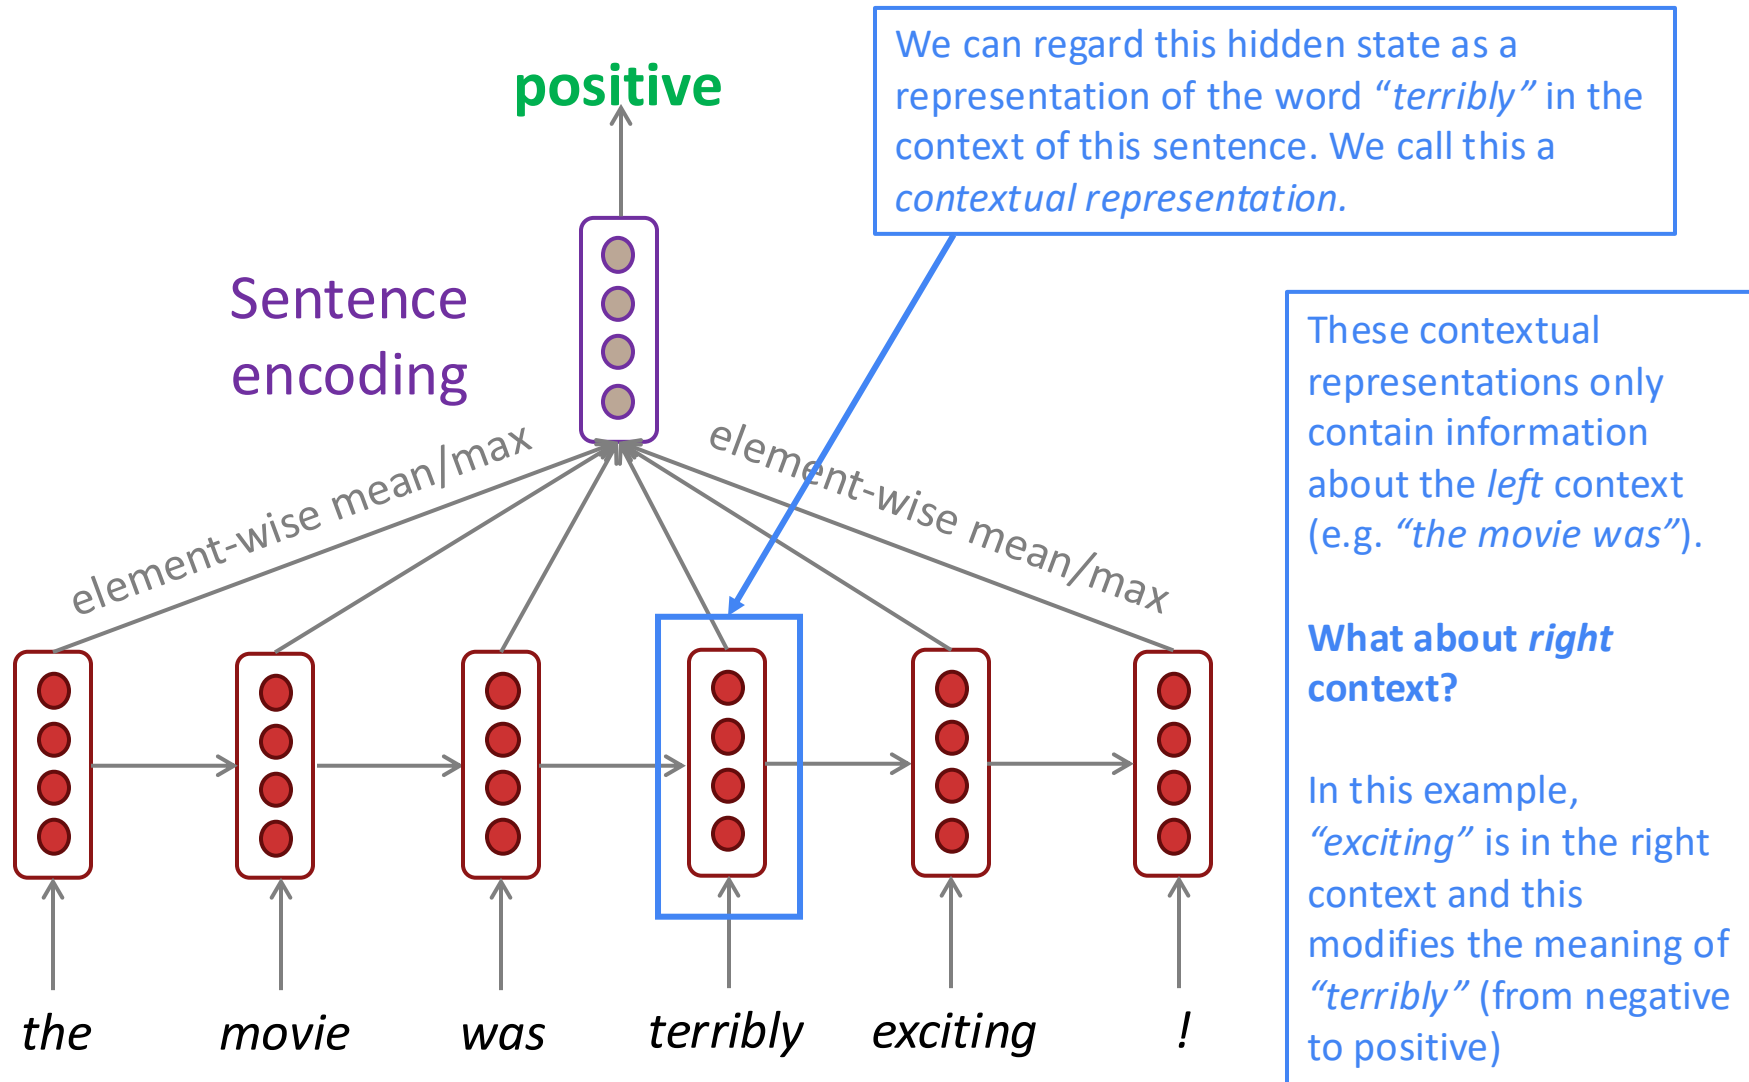 positive
We can regard this hidden state as a
representation of the word “terribly” in the
context of this sentence. We call this a
contextual representation.
Sentence
encoding
element-wise mean/max
element-wise mean/max
These contextual
representations only
contain information
about the left context
(e.g. “the movie was”).
What about right
context?
In this example,
“exciting” is in the right
context and this
modifies the meaning of
“terribly” (from negative
to positive)
the movie was terribly exciting !